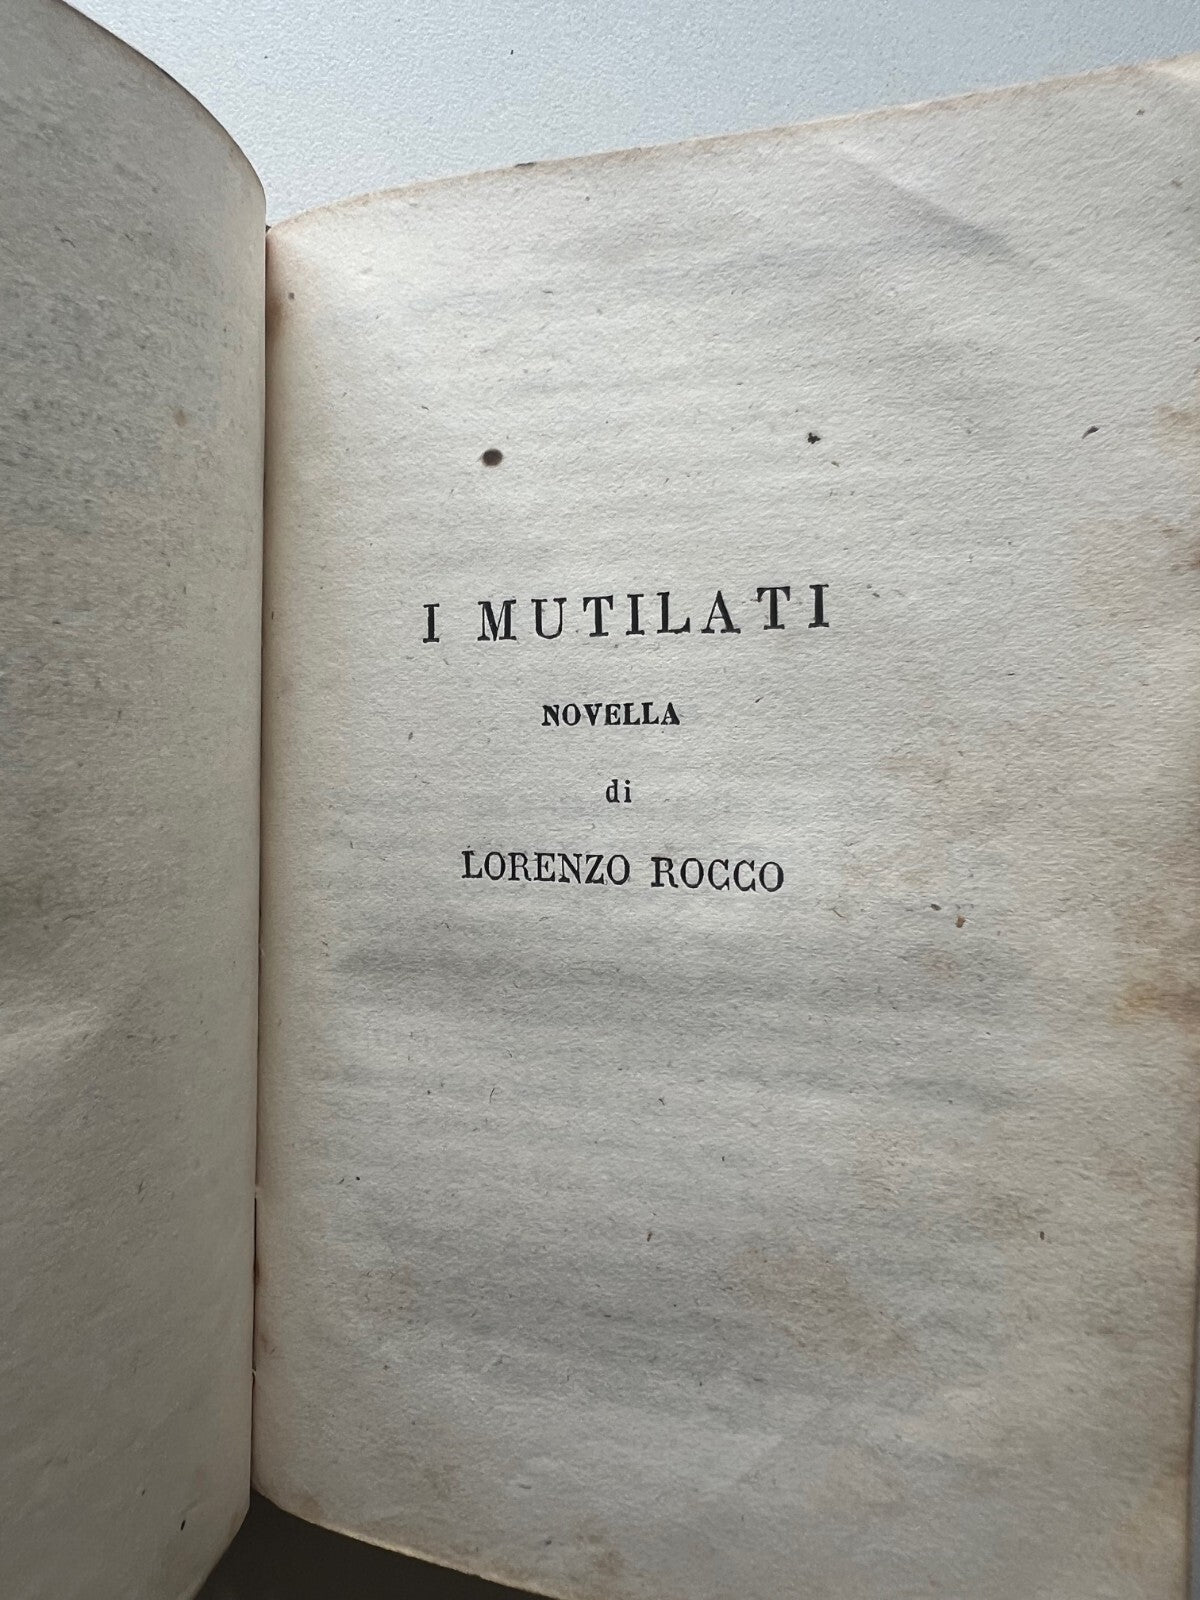 I MUTILATI
NOVELLA
di
LORENZO ROCCO